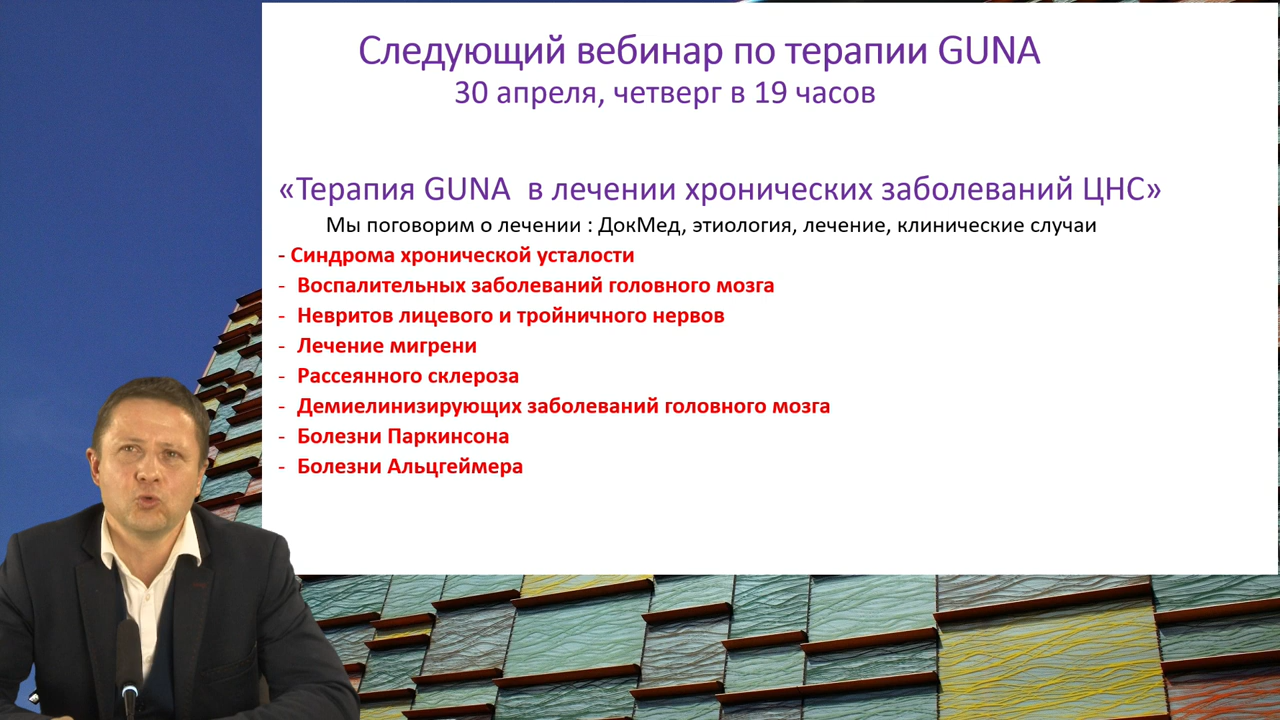 Следующий вебинар по терапии GUNA
30 апреля, четверг в 19 часов
«Терапия GUNA в лечении хронических заболеваний ЦНС»
Мы поговорим о лечении : ДокМед, этиология, лечение, клинические случаи
- Синдрома хронической усталости
- Воспалительных заболеваний головного мозга
- Невритов лицевого и тройничного нервов
- Лечение мигрени
- Рассеянного склероза
- Демиелинизирующих заболеваний головного мозга
- Болезни Паркинсона
- Болезни Альцгеймера